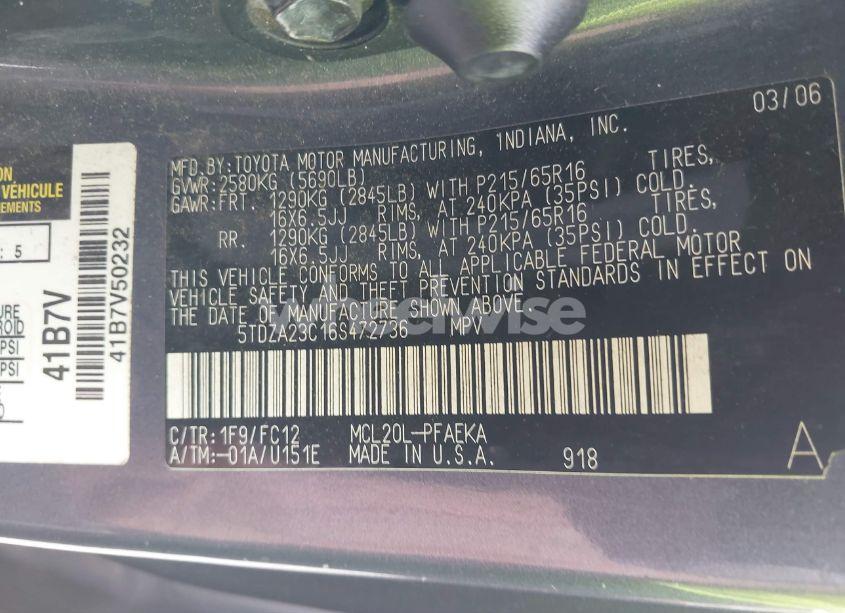 03/06
MFD.BY:TOYOTA MOTOR MANUFACTURING, INDIANA, INC.
GVWR:2580KG (5690LB)
GAWR:FRT. 1290KG (2845LB) WITH P215/65R16 TIRES,
16X6.5JJ RIMS, AT 240KPA (35PSI) COLD.
RR. 1290KG (2845LB) WITH P215/65R16 TIRES,
16X6.5JJ RIMS, AT 240KPA (35PSI) COLD.
THIS VEHICLE CONFORMS TO ALL APPLICABLE FEDERAL MOTOR
VEHICLE SAFETY AND THEFT PREVENTION STANDARDS IN EFFECT ON
THE DATE OF MANUFACTURE SHOWN ABOVE.
5TDZA23C16S472736 MPV
C/TR:1F9/FC12 MCL20L-PFAEKA
A/TM:-01A/U151E MADE IN U.S.A. 918 A
VÉHICULE
: 5
PSI
PSI
41B7V
41B7V50232